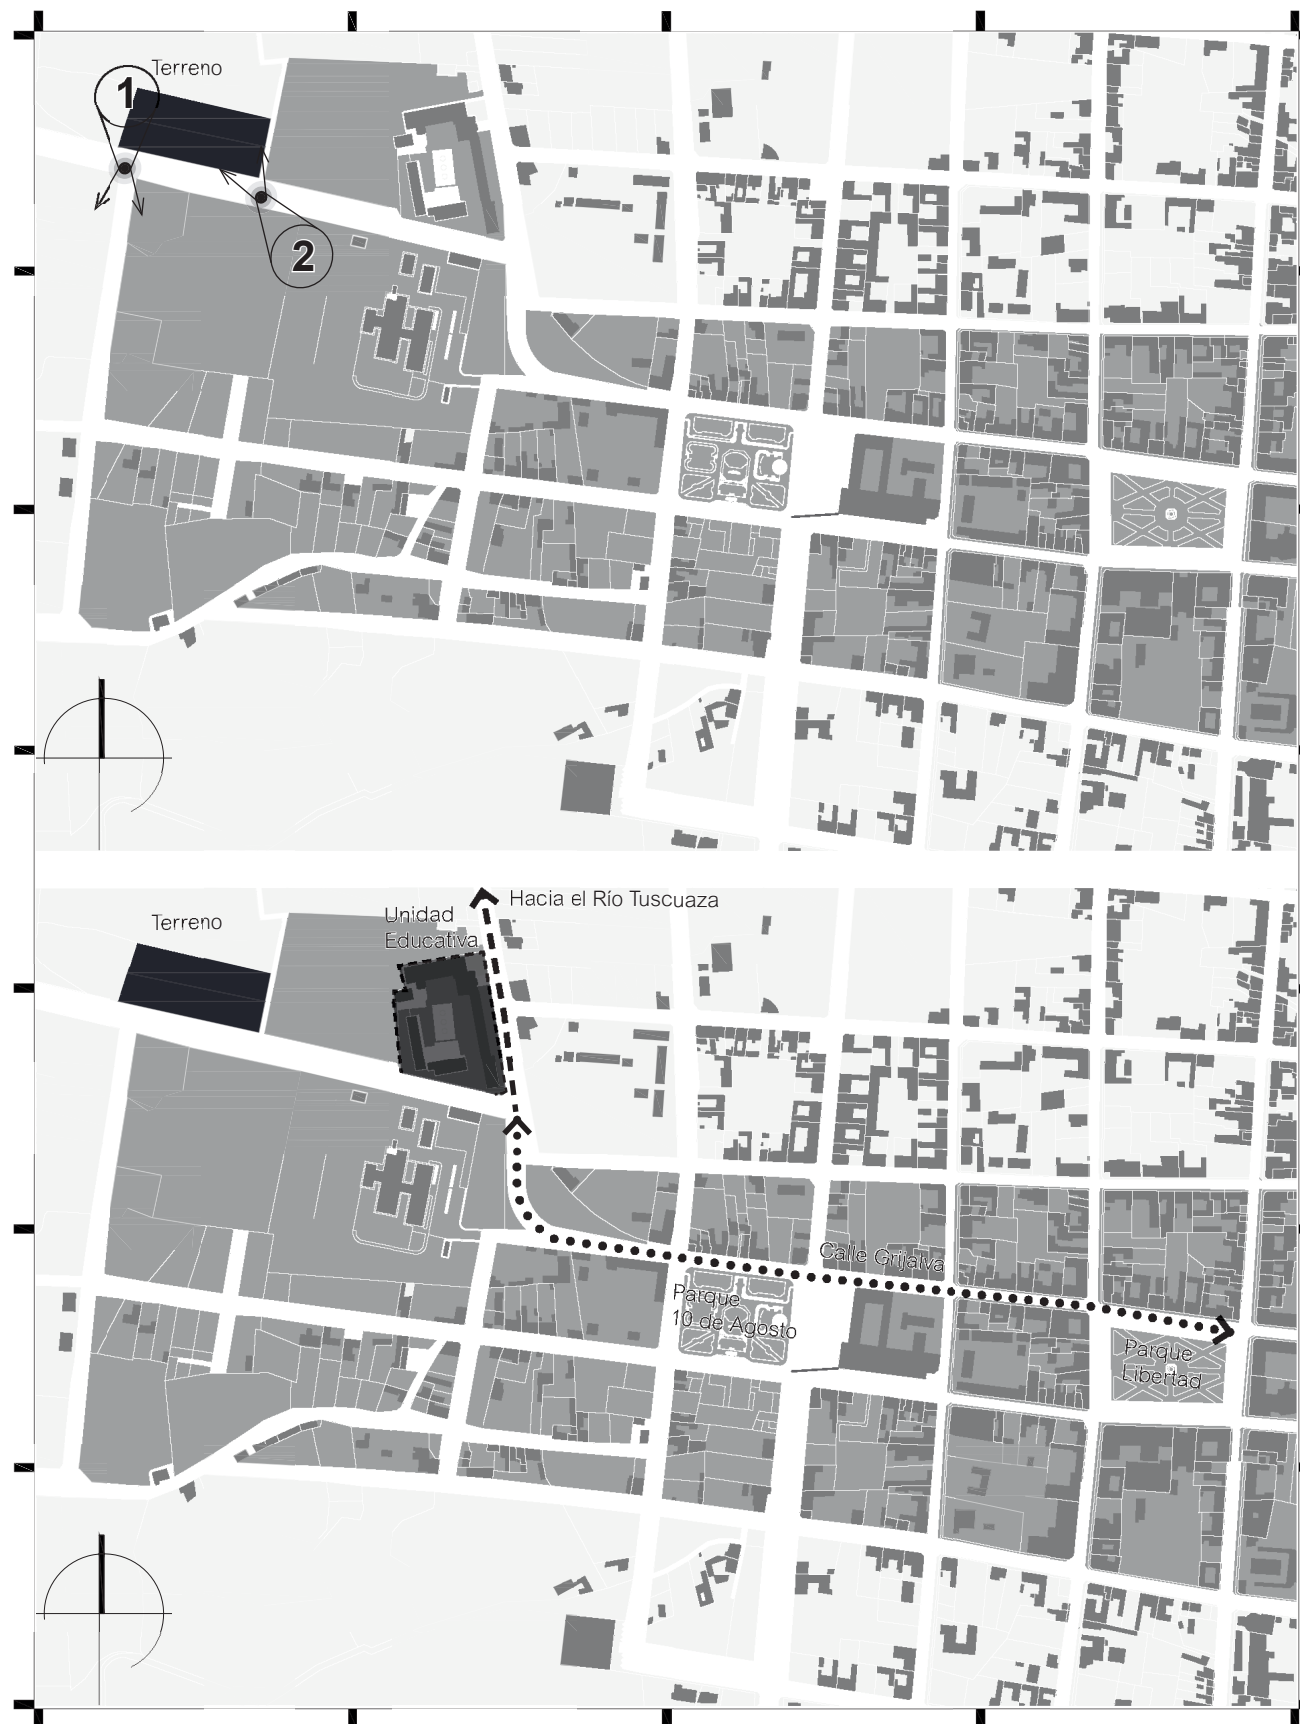 Terreno
1
2
Hacia el Río Tuscuaza
Unidad
Educativa
Terreno
Calle Grijalva
Parque
10 de Agosto
Parque
Libertad